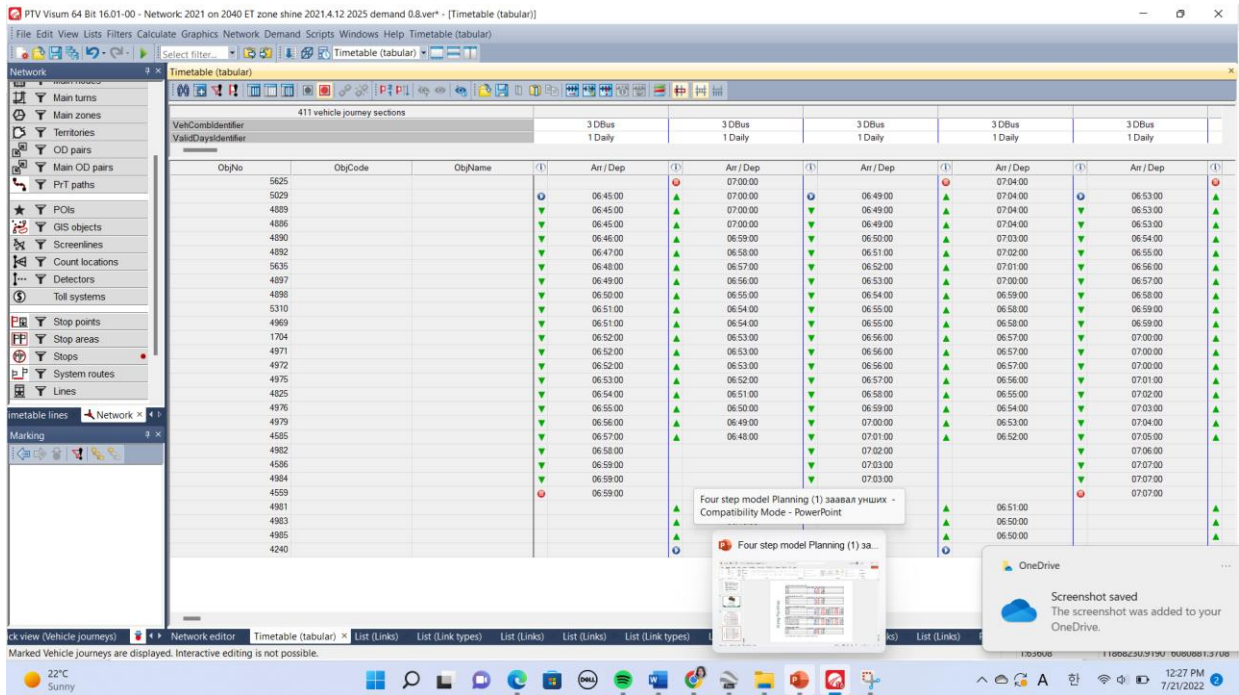 PTV Visum 64 Bit 16.01-00 - Network: 2021 on 2040 ET zone shine 2021.4.12 2025 demand 0.8.ver* - [Timetable (tabular)]
File Edit View Lists Filters Calculate Graphics Network Demand Scripts Windows Help Timetable (tabular)
Select filter... Timetable (tabular)
Network
Main nodes
Main turns
Main zones
Territories
OD pairs
Main OD pairs
PrT paths
POIs
GIS objects
Screenlines
Count locations
Detectors
Toll systems
Stop points
Stop areas
Stops
System routes
Lines
imetable lines Network
Marking
Timetable (tabular)
411 vehicle journey sections
VehCombIdentifier 3 DBus 3 DBus 3 DBus 3 DBus 3 DBus
ValidDaysIdentifier 1 Daily 1 Daily 1 Daily 1 Daily 1 Daily
ObjNo ObjCode ObjName Arr / Dep Arr / Dep Arr / Dep Arr / Dep Arr / Dep
5625 07:00:00 07:04:00
5029 06:45:00 07:00:00 06:49:00 07:04:00 06:53:00
4889 06:45:00 07:00:00 06:49:00 07:04:00 06:53:00
4886 06:45:00 07:00:00 06:49:00 07:04:00 06:53:00
4890 06:46:00 06:59:00 06:50:00 07:03:00 06:54:00
4892 06:47:00 06:58:00 06:51:00 07:02:00 06:55:00
5635 06:48:00 06:57:00 06:52:00 07:01:00 06:56:00
4897 06:49:00 06:56:00 06:53:00 07:00:00 06:57:00
4898 06:50:00 06:55:00 06:54:00 06:59:00 06:58:00
5310 06:51:00 06:54:00 06:55:00 06:58:00 06:59:00
4969 06:51:00 06:54:00 06:55:00 06:58:00 06:59:00
1704 06:52:00 06:53:00 06:56:00 06:57:00 07:00:00
4971 06:52:00 06:53:00 06:56:00 06:57:00 07:00:00
4972 06:52:00 06:53:00 06:56:00 06:57:00 07:00:00
4975 06:53:00 06:52:00 06:57:00 06:56:00 07:01:00
4825 06:54:00 06:51:00 06:58:00 06:55:00 07:02:00
4976 06:55:00 06:50:00 06:59:00 06:54:00 07:03:00
4979 06:56:00 06:49:00 07:00:00 06:53:00 07:04:00
4585 06:57:00 06:48:00 07:01:00 06:52:00 07:05:00
4982 06:58:00 07:02:00 07:06:00
4586 06:59:00 07:03:00 07:07:00
4984 06:59:00 07:03:00 07:07:00
4559 06:59:00 07:07:00
4981 06:51:00
4983 06:50:00
4985 06:50:00
4240
Four step model Planning (1) заавал унших -
Compatibility Mode - PowerPoint
Four step model Planning (1) за...
OneDrive
Screenshot saved
The screenshot was added to your
OneDrive.
ck view (Vehicle journeys) Network editor Timetable (tabular) List (Links) List (Link types) List (Links) List (Links) List (Link types) List (Links)
Marked Vehicle journeys are displayed. Interactive editing is not possible.
22°C
Sunny
DELL
A 한
12:27 PM
7/21/2022
2